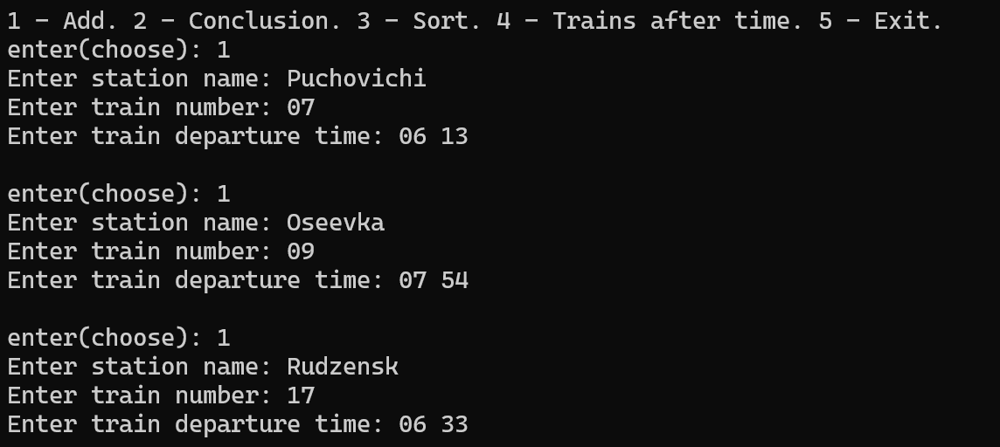 1 – Add. 2 – Conclusion. 3 – Sort. 4 – Trains after time. 5 – Exit.
enter(choose): 1
Enter station name: Puchovichi
Enter train number: 07
Enter train departure time: 06 13
enter(choose): 1
Enter station name: Oseevka
Enter train number: 09
Enter train departure time: 07 54
enter(choose): 1
Enter station name: Rudzensk
Enter train number: 17
Enter train departure time: 06 33